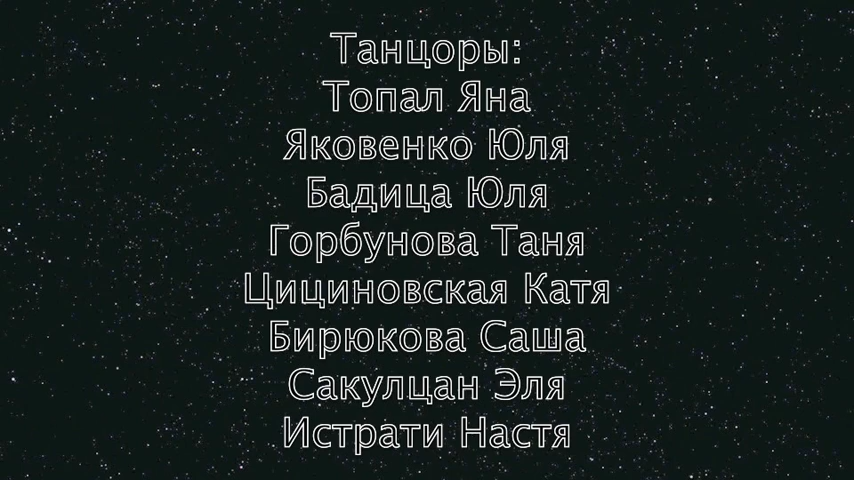 Танцоры:
Топал Яна
Яковенко Юля
Бадица Юля
Горбунова Таня
Цициновская Катя
Бирюкова Саша
Сакулцан Эля
Истрати Настя